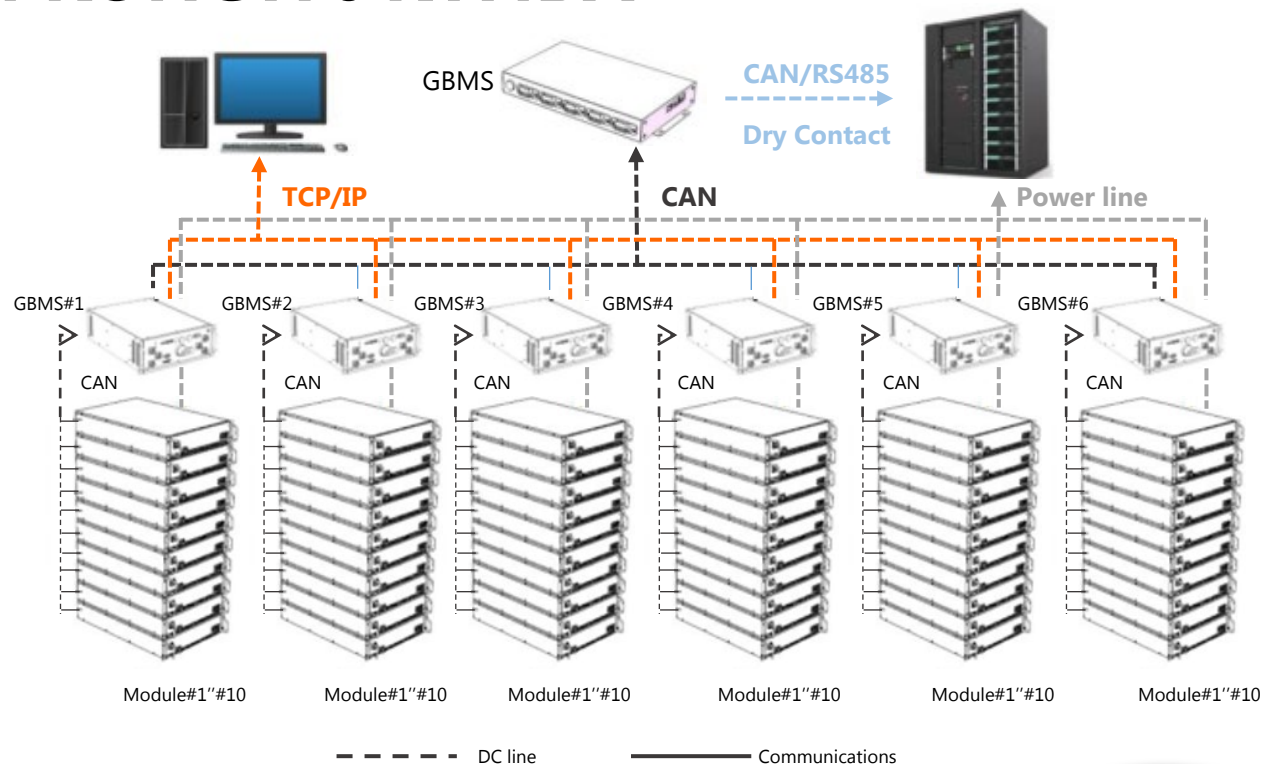 GBMS
CAN/RS485
Dry Contact
TCP/IP
CAN
Power line
GBMS#1
GBMS#2
GBMS#3
GBMS#4
GBMS#5
GBMS#6
CAN
CAN
CAN
CAN
CAN
CAN
Module#1''#10
Module#1''#10
Module#1''#10
Module#1''#10
Module#1''#10
Module#1''#10
DC line
Communications